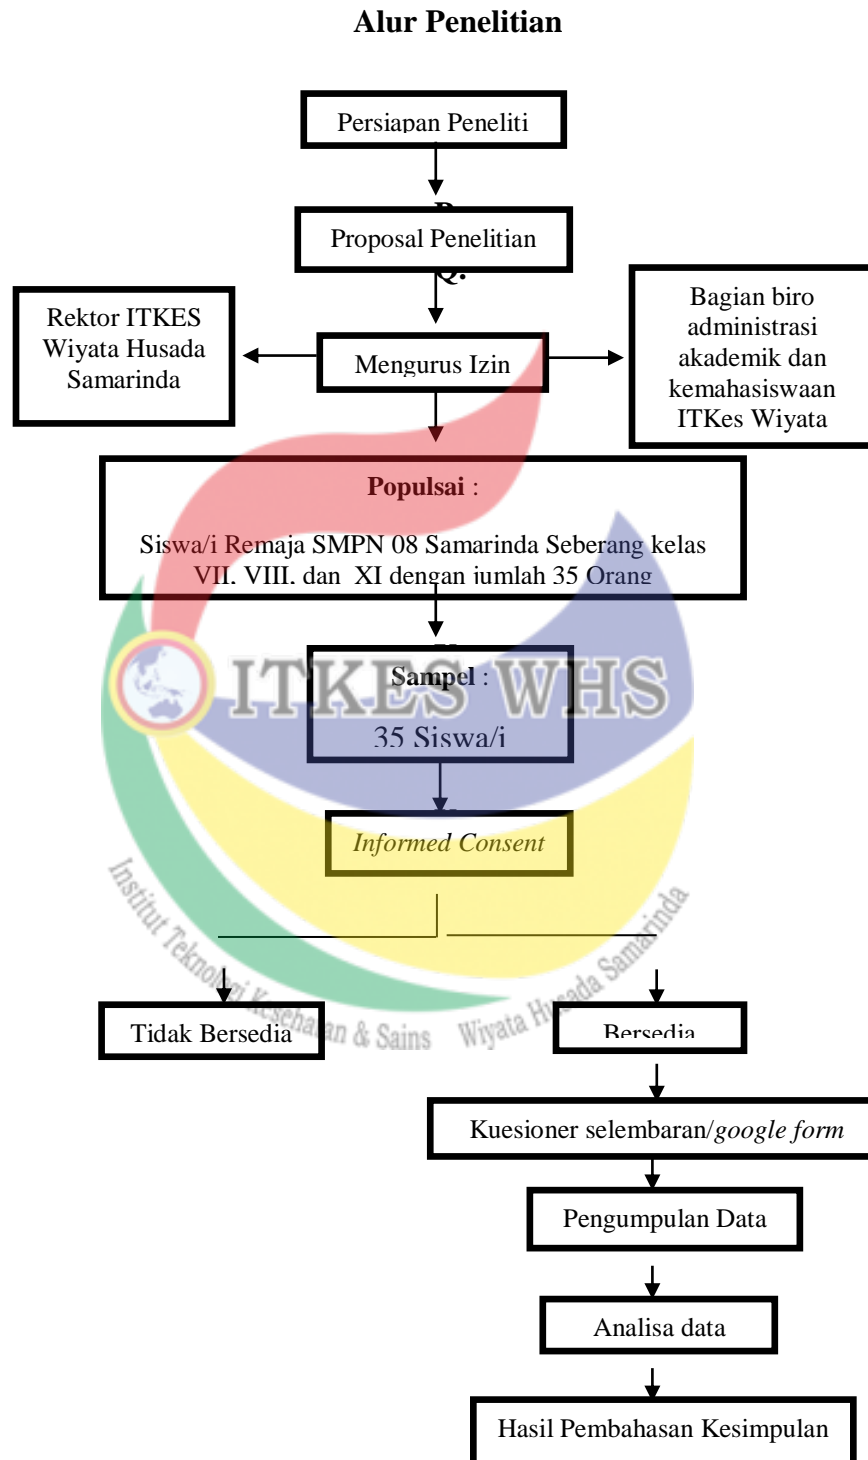 Alur Penelitian
Persiapan Peneliti
Proposal Penelitian
Q.
Rektor ITKES
Wiyata Husada
Samarinda
Mengurus Izin
Bagian biro
administrasi
akademik dan
kemahasiswaan
ITKes Wiyata
Populsai :
Siswa/i Remaja SMPN 08 Samarinda Seberang kelas
VII, VIII, dan XI dengan jumlah 35 Orang
ITKES WHS
Sampel :
35 Siswa/i
Informed Consent
Institut Teknologi Kesehatan & Sains Wiyata Husada Samarinda
Tidak Bersedia
Bersedia
Kuesioner selembaran/google form
Pengumpulan Data
Analisa data
Hasil Pembahasan Kesimpulan